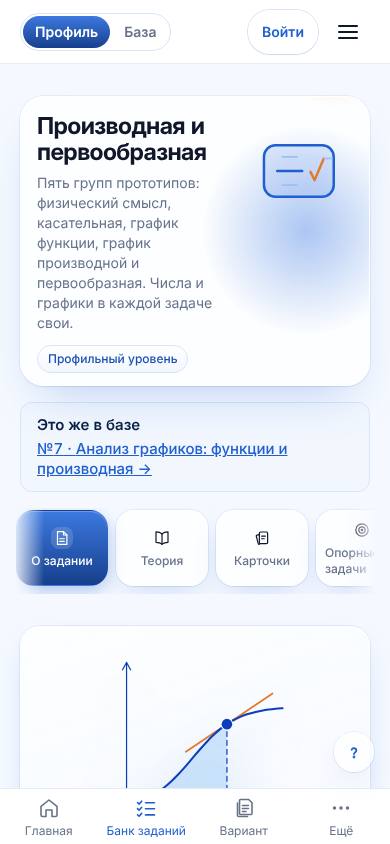 Профиль
База
Войти
Производная и
первообразная
Пять групп прототипов:
физический смысл,
касательная, график
функции, график
производной и
первообразная. Числа и
графики в каждой задаче
свои.
Профильный уровень
Это же в базе
№7 · Анализ графиков: функции и
производная →
О задании
Теория
Карточки
Опорные
задачи
?
Главная
Банк заданий
Вариант
Ещё